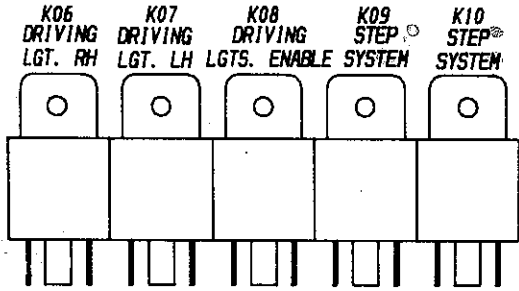 K06 K07 K08 K09 K10
DRIVING DRIVING DRIVING STEP STEP
LGT. RH LGT. LH LGTS. ENABLE SYSTEM SYSTEM